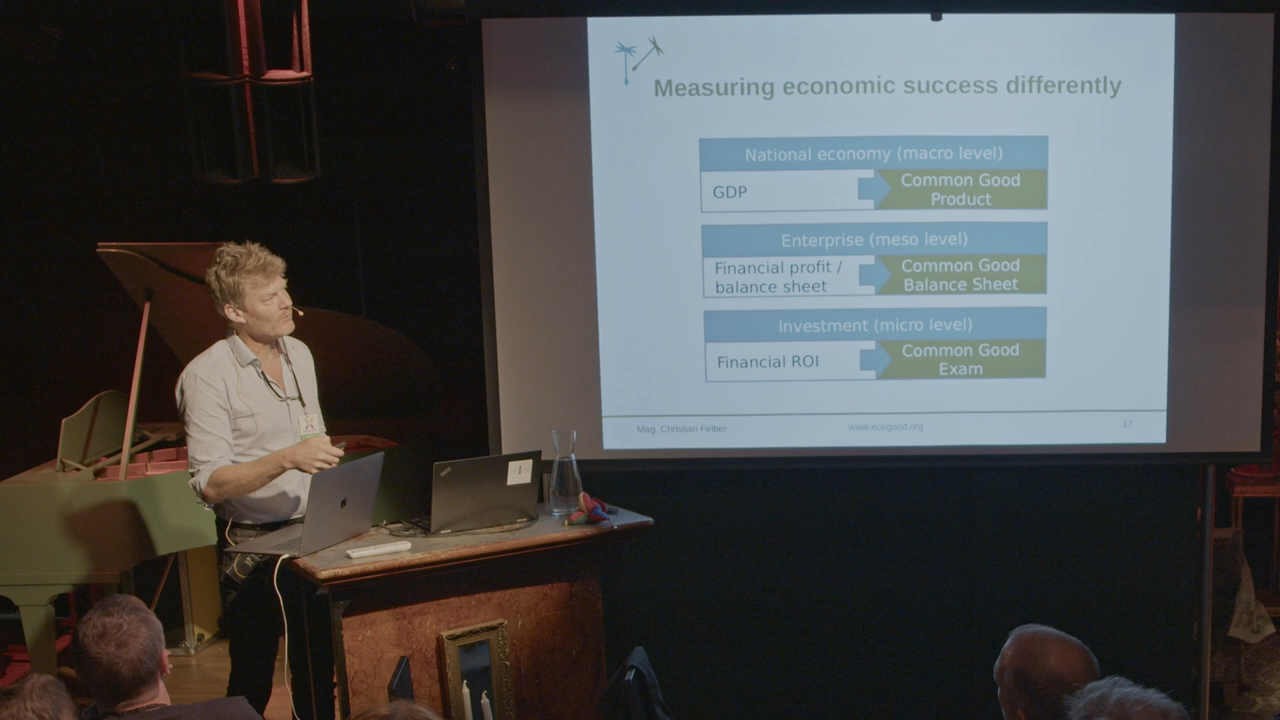 Measuring economic success differently
National economy (macro level)
GDP
Common Good
Product
Enterprise (meso level)
Financial profit /
balance sheet
Common Good
Balance Sheet
Investment (micro level)
Financial ROI
Common Good
Exam
Mag. Christian Felber
www.ecogood.org
17